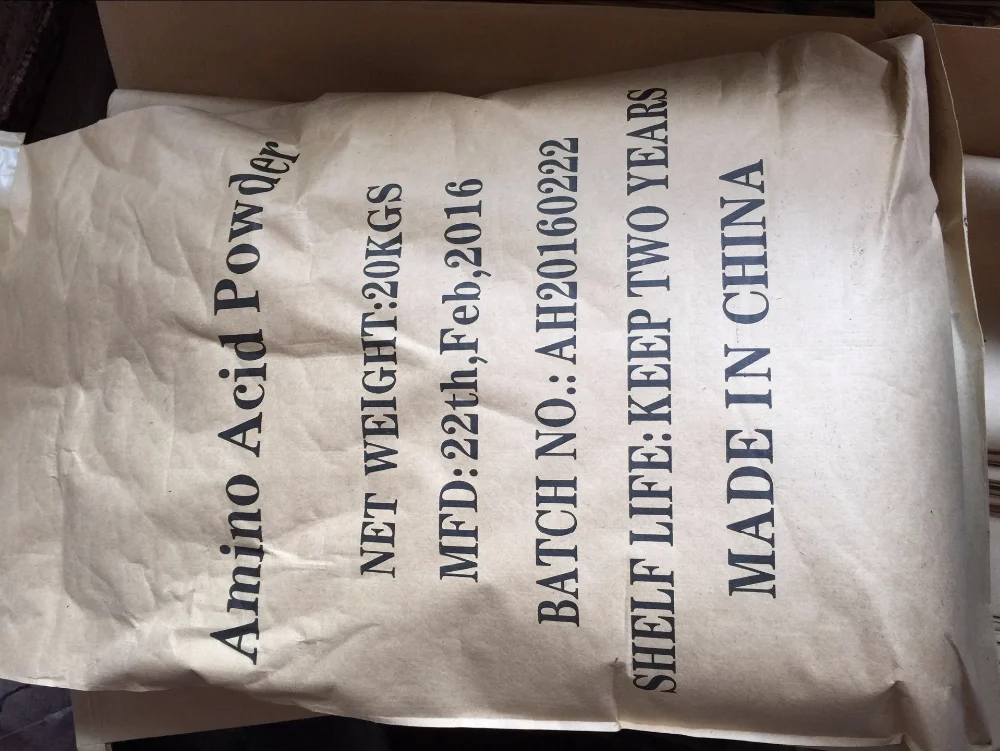 Amino Acid Powder
NET WEIGHT:20KGS
MFD:22th,Feb,2016
BATCH NO.: AH20160222
SHELF LIFE:KEEP TWO YEARS
MADE IN CHINA